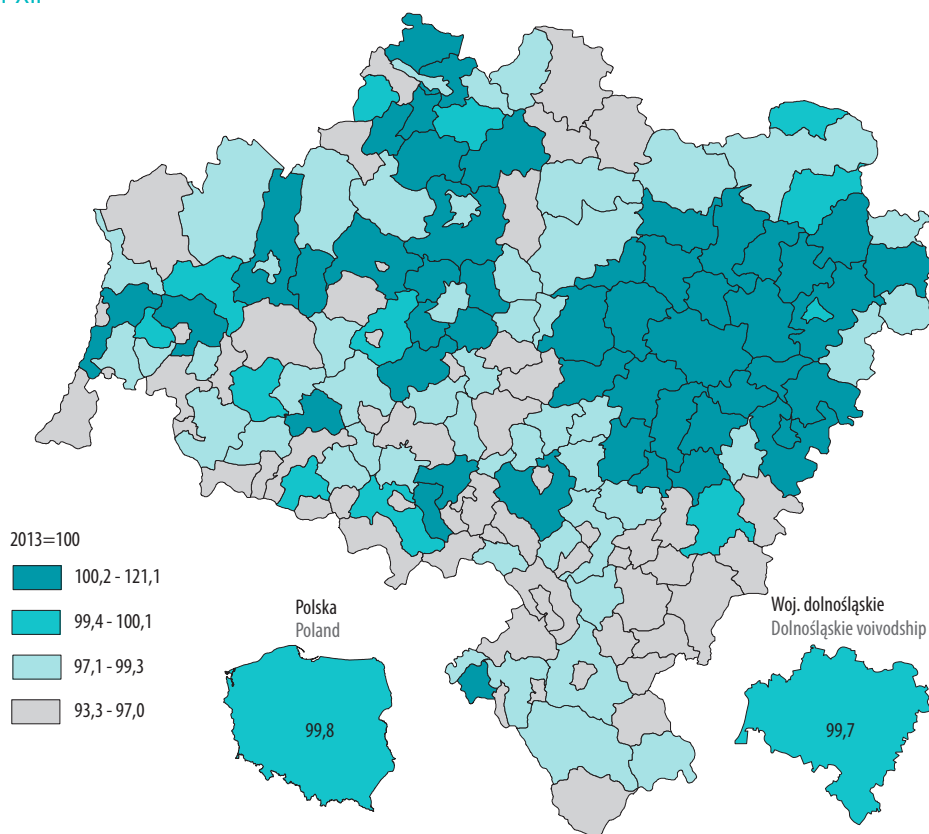 2013=100
100,2 - 121,1
99,4 - 100,1
97,1 - 99,3
93,3 - 97,0
Polska
Poland
99,8
Woj. dolnośląskie
Dolnośląskie voivodship
99,7